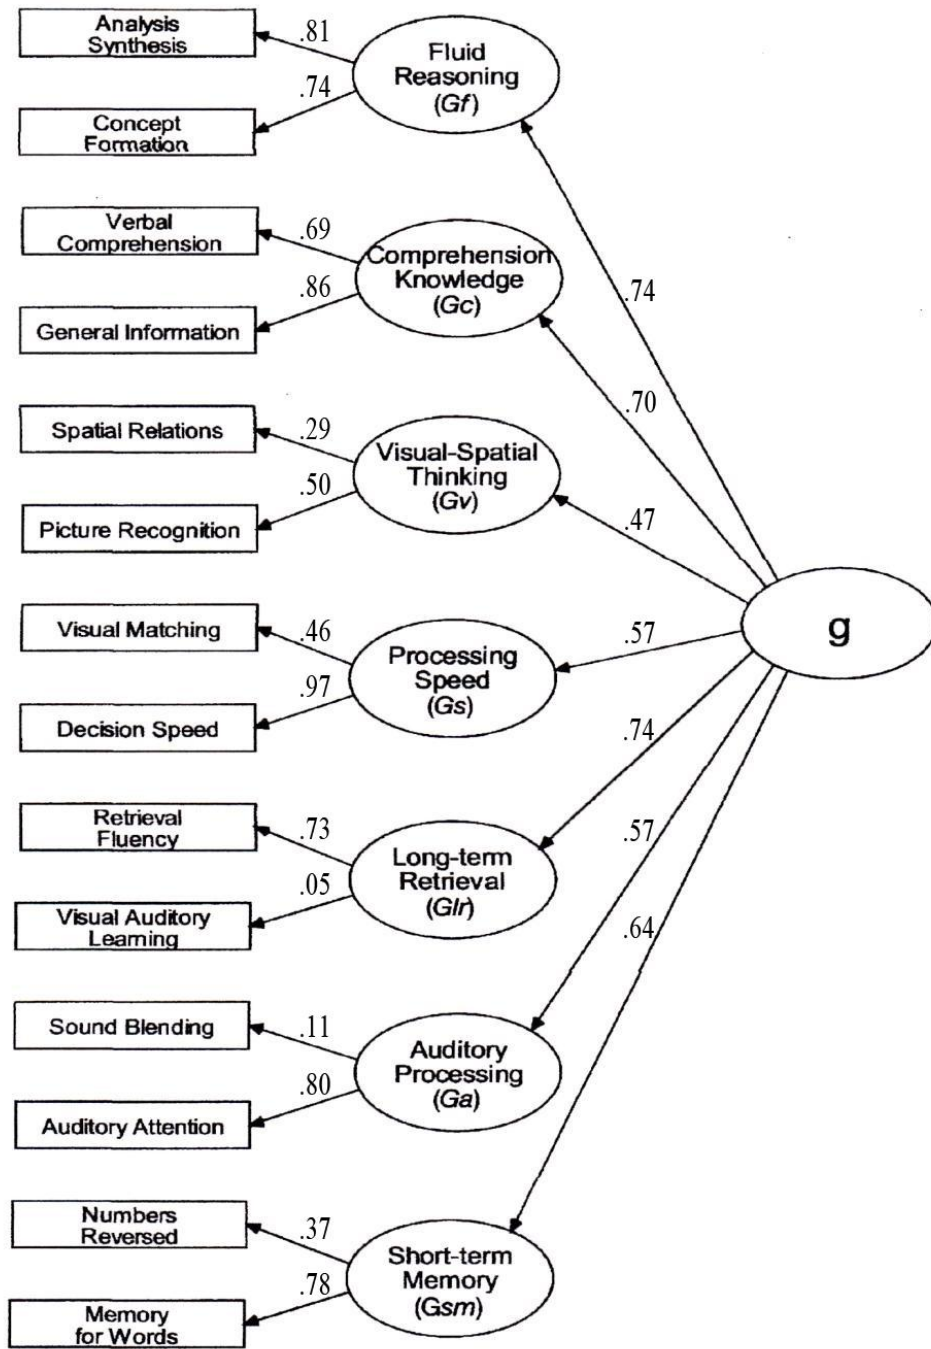 Analysis
Synthesis
.81
Fluid
Reasoning
(Gf)
.74
Concept
Formation
Verbal
Comprehension
.69
Comprehension
Knowledge
(Gc)
.86
General Information
.74
.70
Spatial Relations
.29
Visual-Spatial
Thinking
(Gv)
.50
Picture Recognition
.47
g
Visual Matching
.46
Processing
Speed
(Gs)
.57
.97
Decision Speed
.74
Retrieval
Fluency
.73
Long-term
Retrieval
(Glr)
.05
Visual Auditory
Learning
.57
.64
Sound Blending
.11
Auditory
Processing
(Ga)
.80
Auditory Attention
Numbers
Reversed
.37
Short-term
Memory
(Gsm)
.78
Memory
for Words